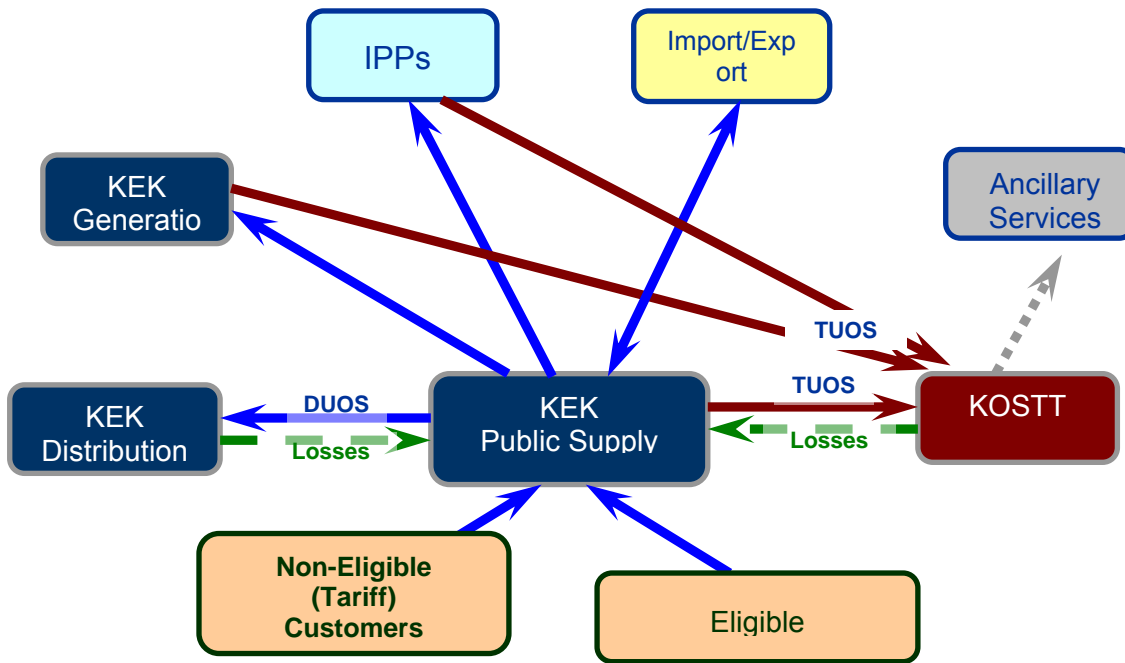 IPPs
Import/Exp
ort
KEK
Generatio
Ancillary
Services
TUOS
KEK
Distribution
DUOS
Losses
KEK
Public Supply
TUOS
Losses
KOSTT
Non-Eligible
(Tariff)
Customers
Eligible